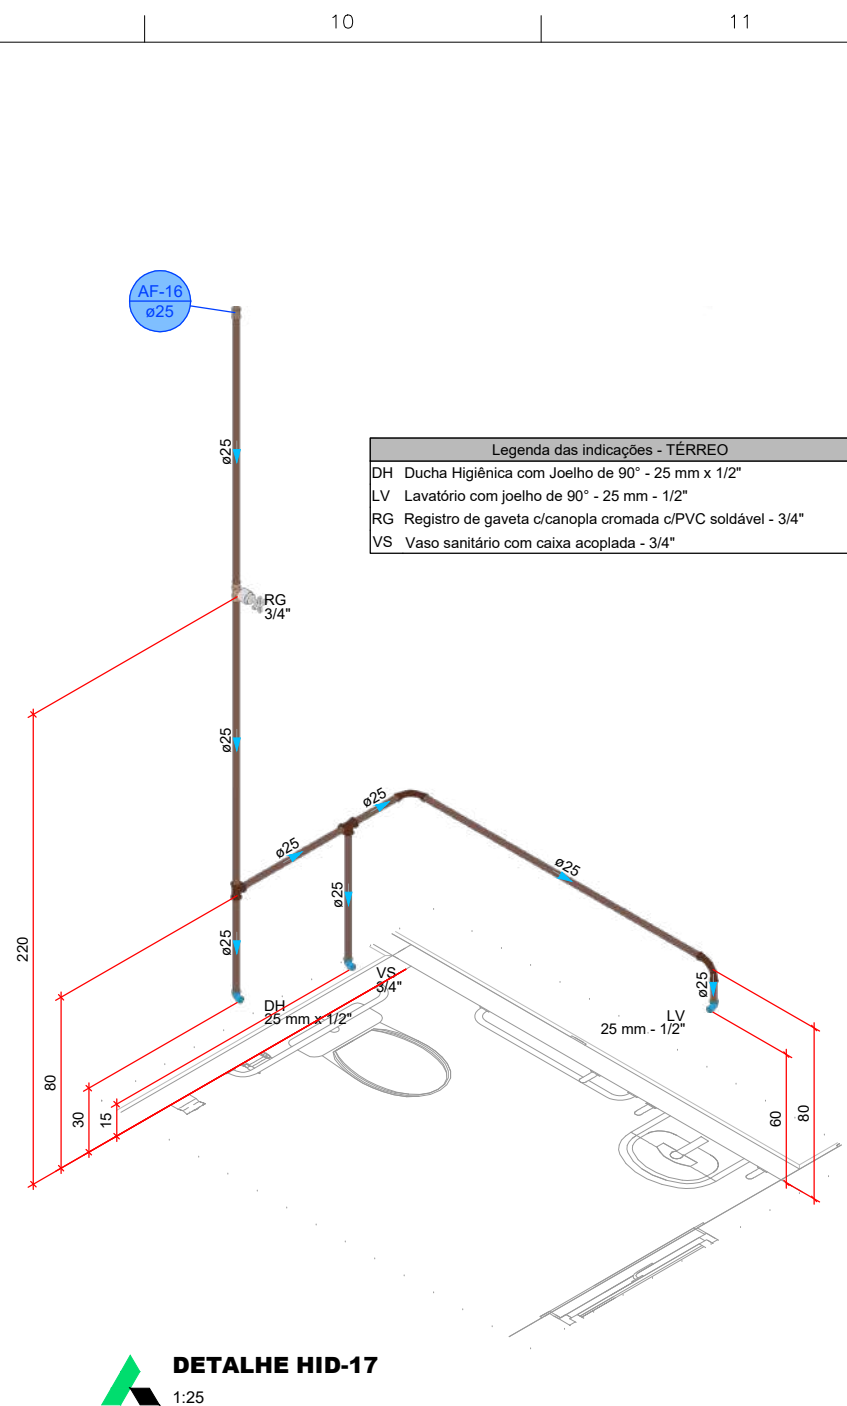 10
11
AF-16
ø25
ø25
Legenda das indicações - TÉRREO
DH Ducha Higiênica com Joelho de 90° - 25 mm x 1/2"
LV Lavatório com joelho de 90° - 25 mm - 1/2"
RG Registro de gaveta c/canopla cromada c/PVC soldável - 3/4"
VS Vaso sanitário com caixa acoplada - 3/4"
RG
3/4"
ø25
ø25
ø25
ø25
ø25
ø25
220
VS
3/4"
ø25
DH
25 mm x 1/2"
LV
25 mm - 1/2"
80
30
15
60
80
DETALHE HID-17
1:25